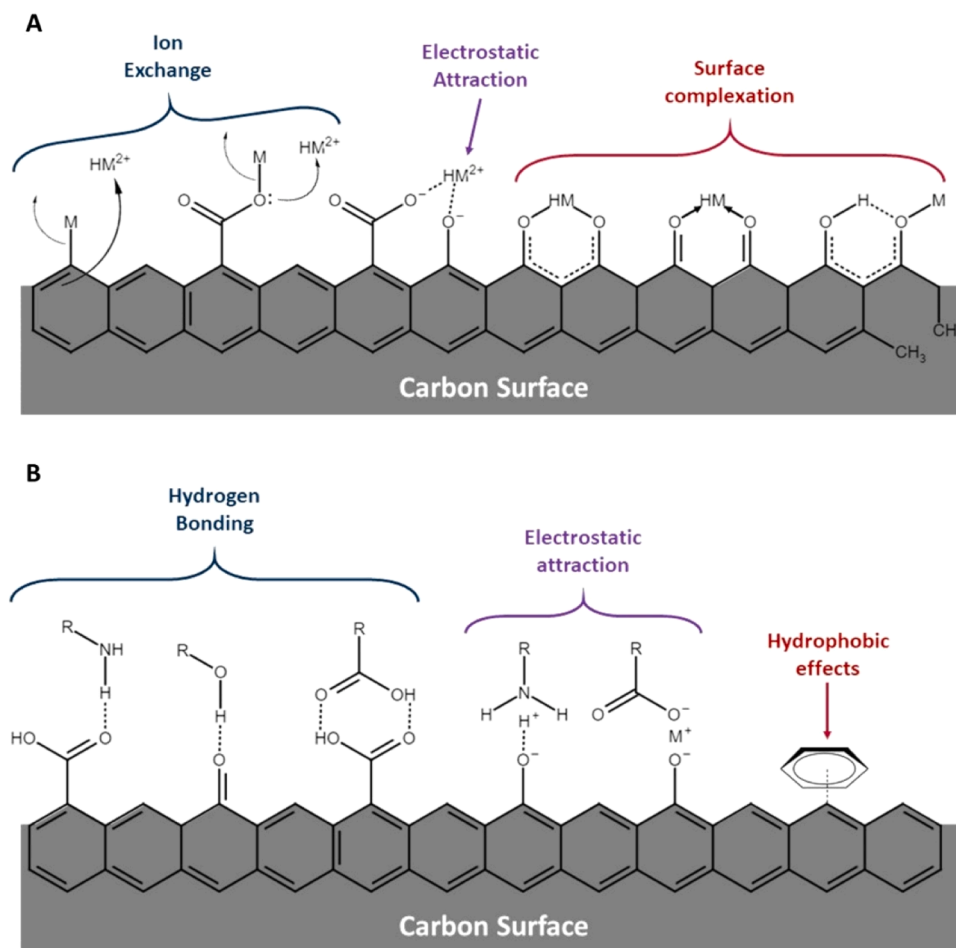 A
Ion
Exchange
Electrostatic
Attraction
Surface
complexation
HM²⁺
M
M
HM²⁺
O
O:
O
O⁻
HM²⁺
O⁻
HM
O
O
HM
O
O
H
M
O
O
CH
CH₃
Carbon Surface
B
Hydrogen
Bonding
Electrostatic
attraction
Hydrophobic
effects
R
NH
H
HO
O
R
O
H
O
R
O
OH
HO
O
R
N
H
H
H⁺
O⁻
R
O
O⁻
M⁺
O⁻
Carbon Surface